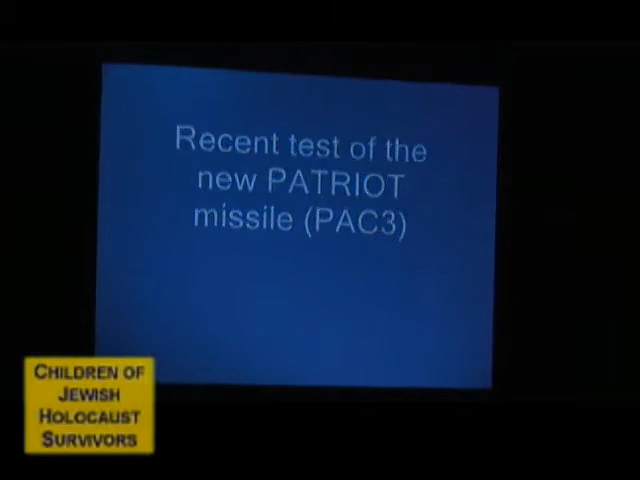 Recent test of the
new PATRIOT
missile (PAC3)
CHILDREN OF
JEWISH
HOLOCAUST
SURVIVORS